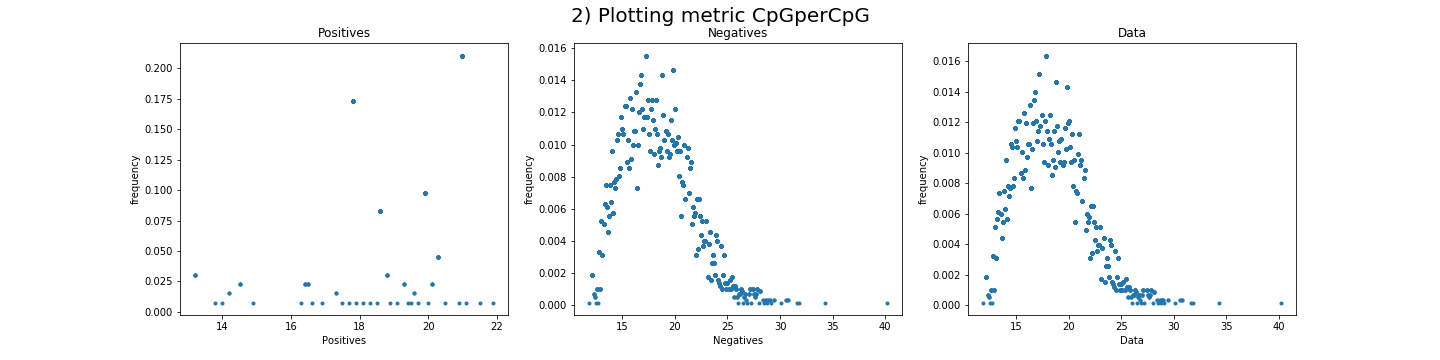 2) Plotting metric CpGperCpG
Positives
frequency
0.200
0.175
0.150
0.125
0.100
0.075
0.050
0.025
0.000
14 16 18 20 22
Positives
Negatives
frequency
0.016
0.014
0.012
0.010
0.008
0.006
0.004
0.002
0.000
15 20 25 30 35 40
Negatives
Data
frequency
0.016
0.014
0.012
0.010
0.008
0.006
0.004
0.002
0.000
15 20 25 30 35 40
Data